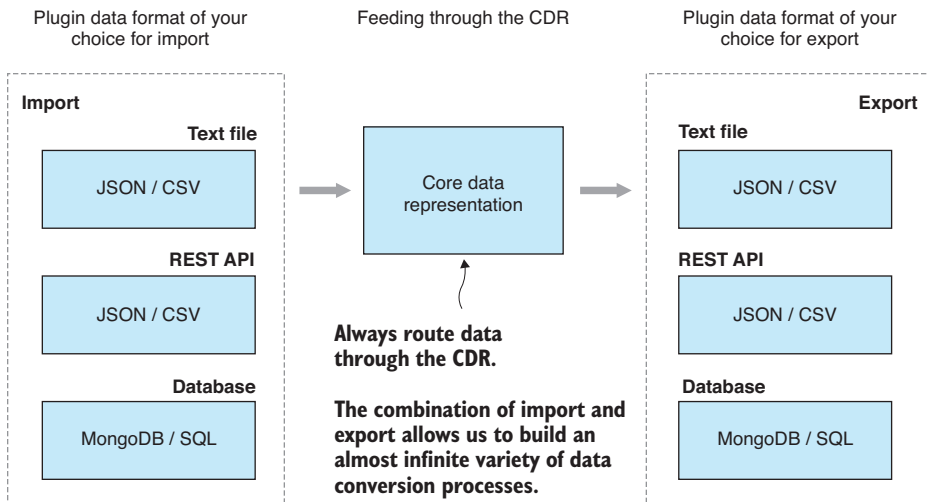 Plugin data format of your
choice for import
Feeding through the CDR
Plugin data format of your
choice for export
Import
Text file
JSON / CSV
REST API
JSON / CSV
Database
MongoDB / SQL
Core data
representation
Always route data
through the CDR.
The combination of import and
export allows us to build an
almost infinite variety of data
conversion processes.
Export
Text file
JSON / CSV
REST API
JSON / CSV
Database
MongoDB / SQL